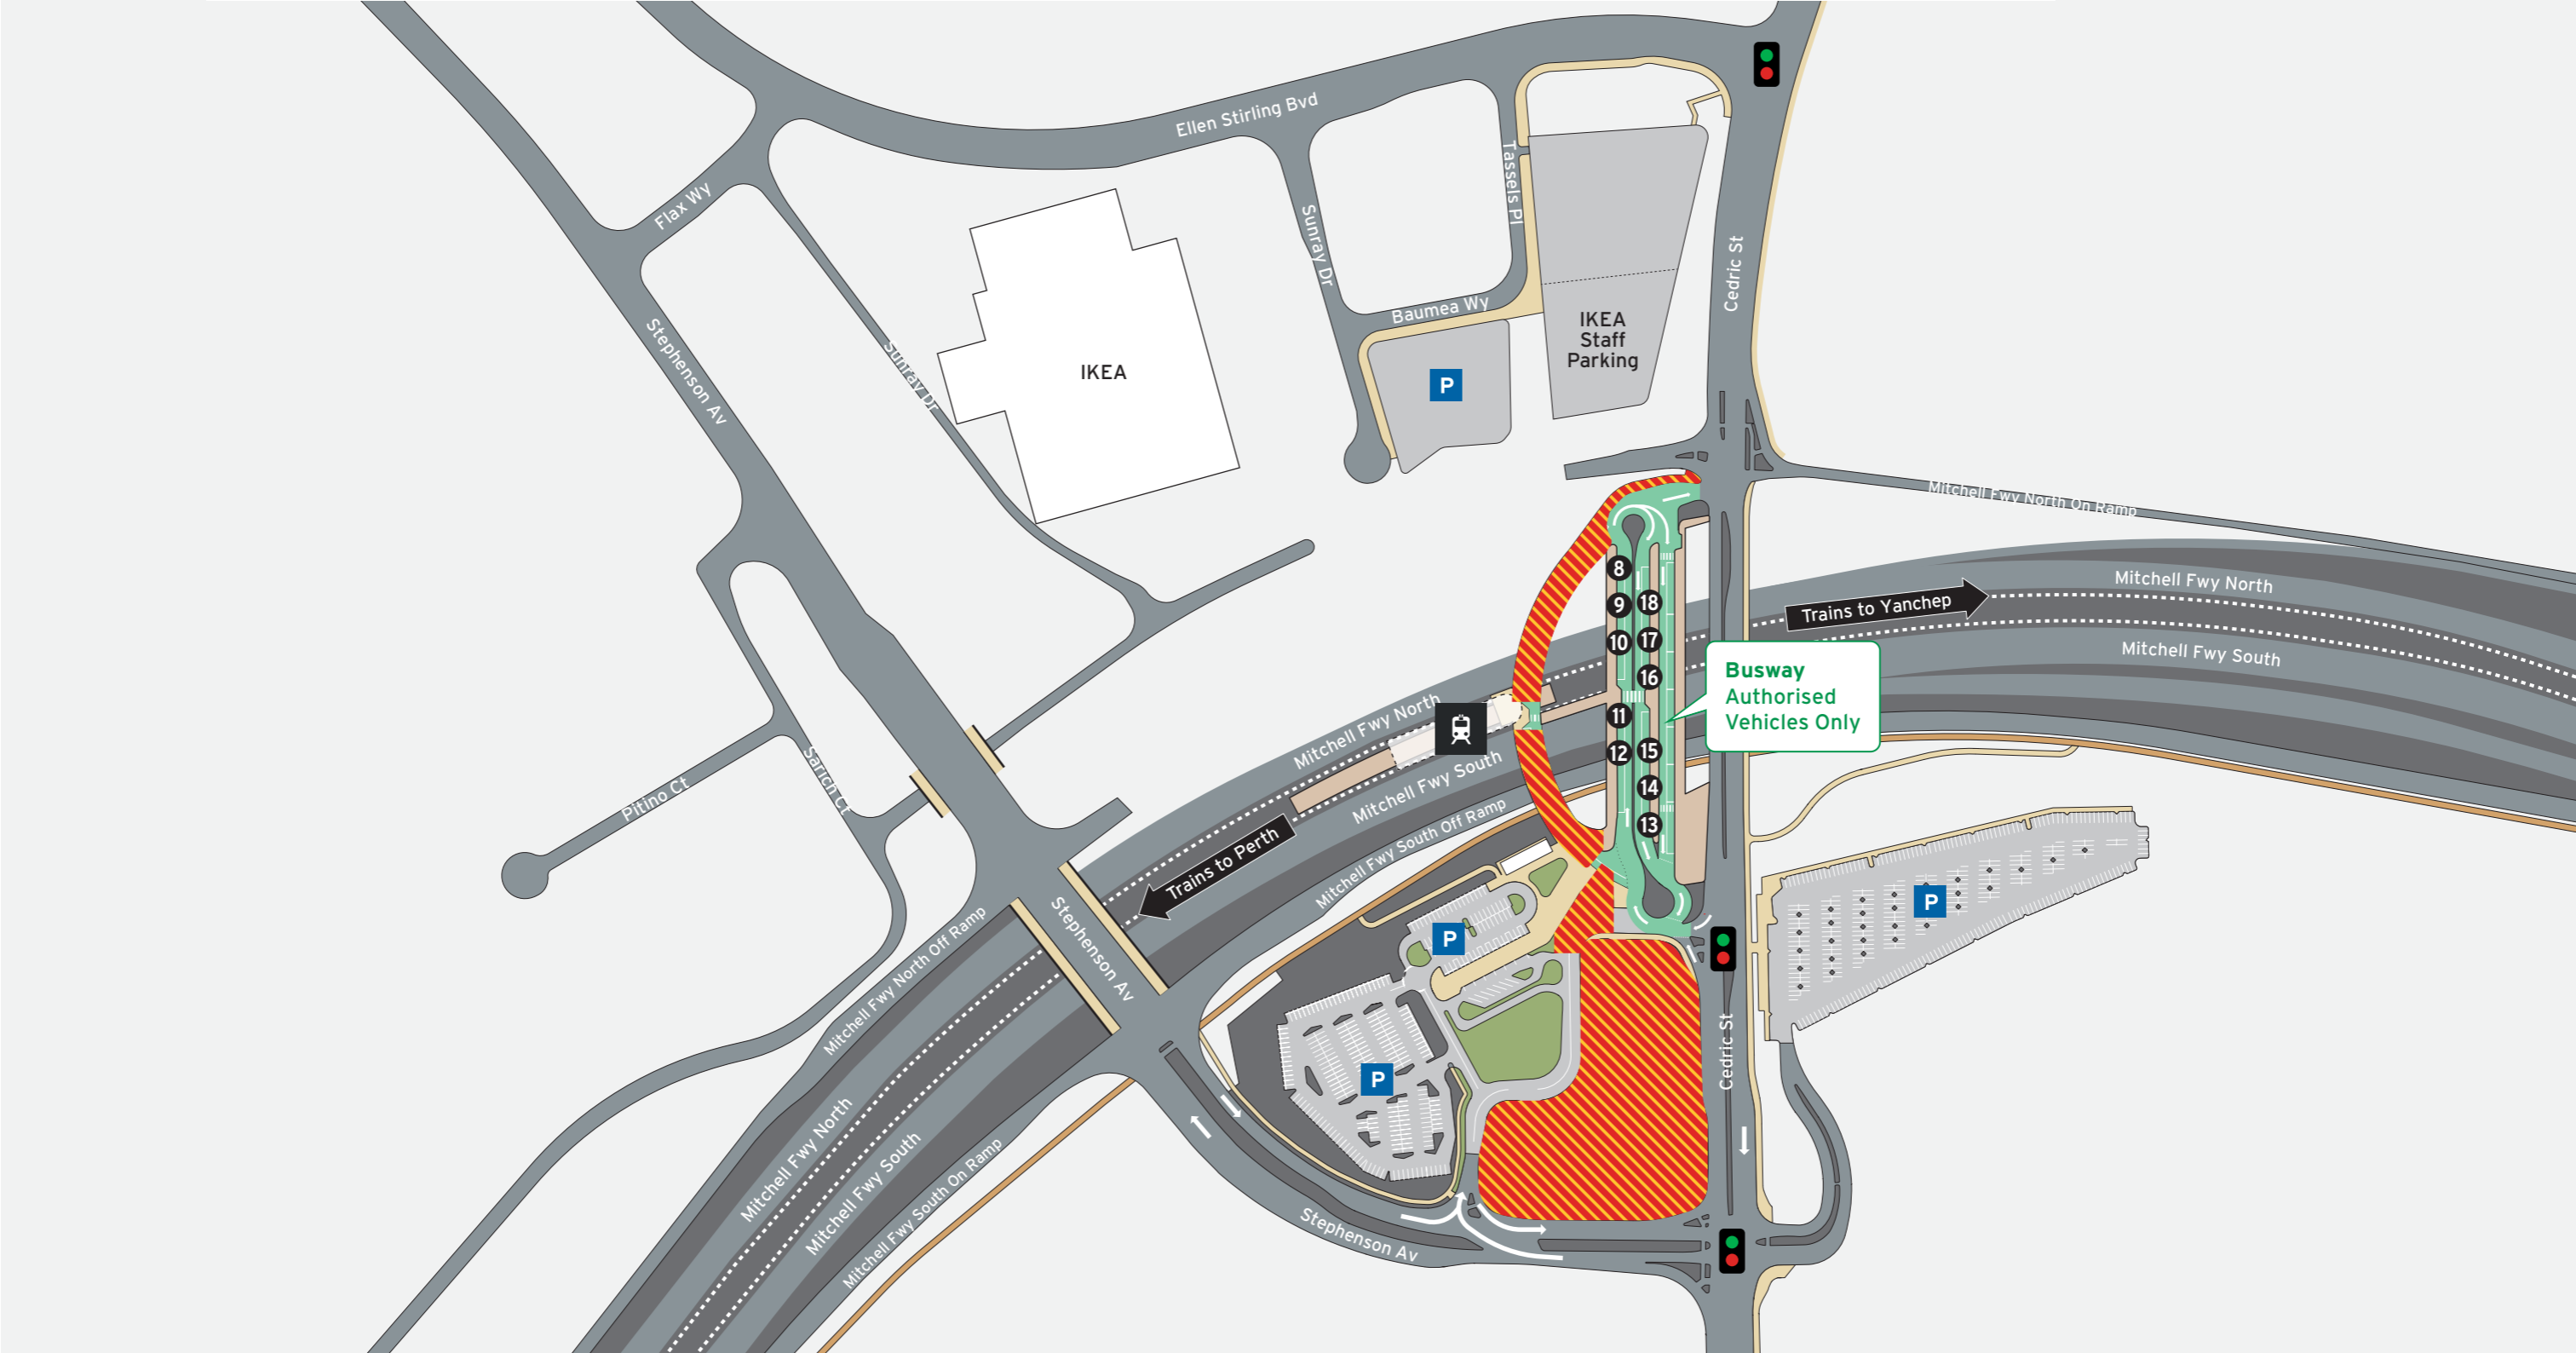 Ellen Stirling Bvd
Tassels Pl
Flax Wy
Sunray Dr
Cedric St
Baumea Wy
IKEA
Staff
Parking
Stephenson Av
Sunray Dr
IKEA
P
Mitchell Fwy North On Ramp
8
9
18
10
17
16
11
12
15
14
13
Trains to Yanchep
Mitchell Fwy North
Mitchell Fwy South
Busway
Authorised
Vehicles Only
Mitchell Fwy North
Mitchell Fwy South
Mitchell Fwy South Off Ramp
Trains to Perth
Pitino Ct
Sarich Ct
Stephenson Av
P
P
P
Mitchell Fwy North Off Ramp
Cedric St
Mitchell Fwy North
Mitchell Fwy South
Mitchell Fwy South On Ramp
Stephenson Av